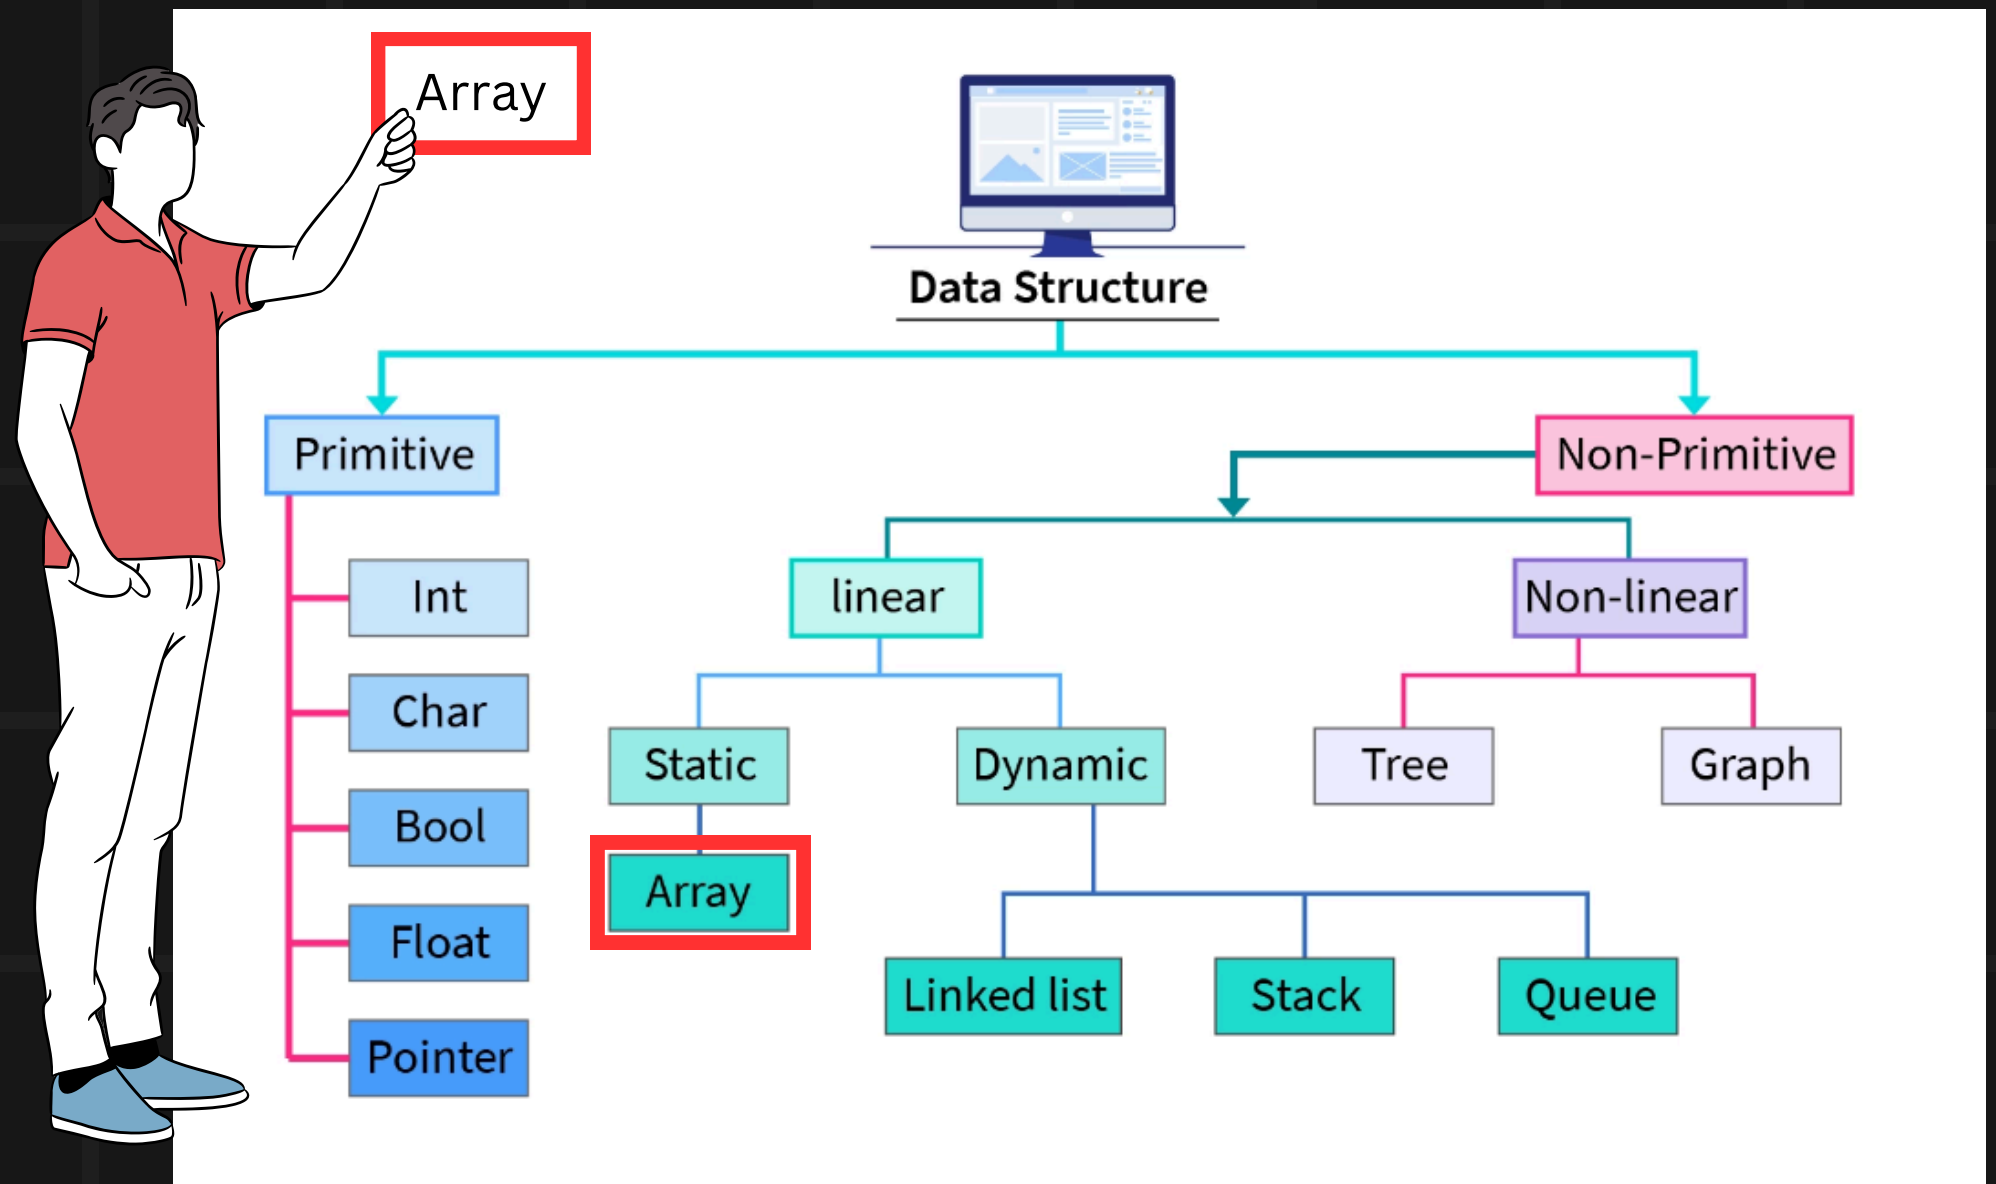 Array
Data Structure
Primitive
Non-Primitive
Int
linear
Non-linear
Char
Static
Dynamic
Tree
Graph
Bool
Array
Float
Linked list
Stack
Queue
Pointer